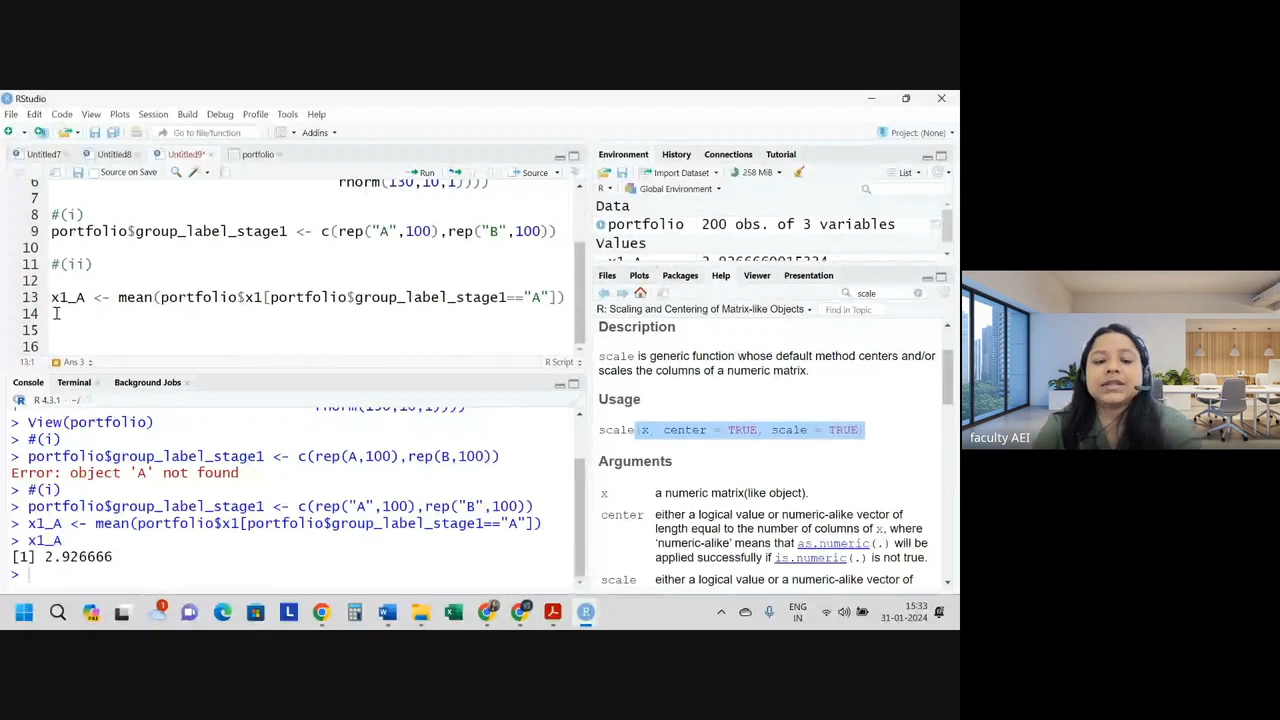 RStudio
File Edit Code View Plots Session Build Debug Profile Tools Help
Go to file/function Addins Project: (None)
Untitled7 Untitled8 Untitled9* portfolio
Source on Save Run Source
6 rnorm(130,10,1))))
7
8 #(i)
9 portfolio$group_label_stage1 <- c(rep("A",100),rep("B",100))
10
11 #(ii)
12
13 x1_A <- mean(portfolio$x1[portfolio$group_label_stage1=="A"])
14
15
16
13:1 Ans 3 R Script
Console Terminal Background Jobs
R 4.3.1 · ~/
> View(portfolio)
> #(i)
> portfolio$group_label_stage1 <- c(rep(A,100),rep(B,100))
Error: object 'A' not found
> #(i)
> portfolio$group_label_stage1 <- c(rep("A",100),rep("B",100))
> x1_A <- mean(portfolio$x1[portfolio$group_label_stage1=="A"])
> x1_A
[1] 2.926666
>
Environment History Connections Tutorial
Import Dataset 258 MiB List
R Global Environment
Data
portfolio 200 obs. of 3 variables
Values
Files Plots Packages Help Viewer Presentation
scale
R: Scaling and Centering of Matrix-like Objects Find in Topic
Description
scale is generic function whose default method centers and/or
scales the columns of a numeric matrix.
Usage
scale(x, center = TRUE, scale = TRUE)
Arguments
x a numeric matrix(like object).
center either a logical value or numeric-alike vector of
length equal to the number of columns of x, where
‘numeric-alike’ means that as.numeric(.) will be
applied successfully if is.numeric(.) is not true.
scale either a logical value or a numeric-alike vector of
ENG
IN
15:33
31-01-2024
faculty AEI